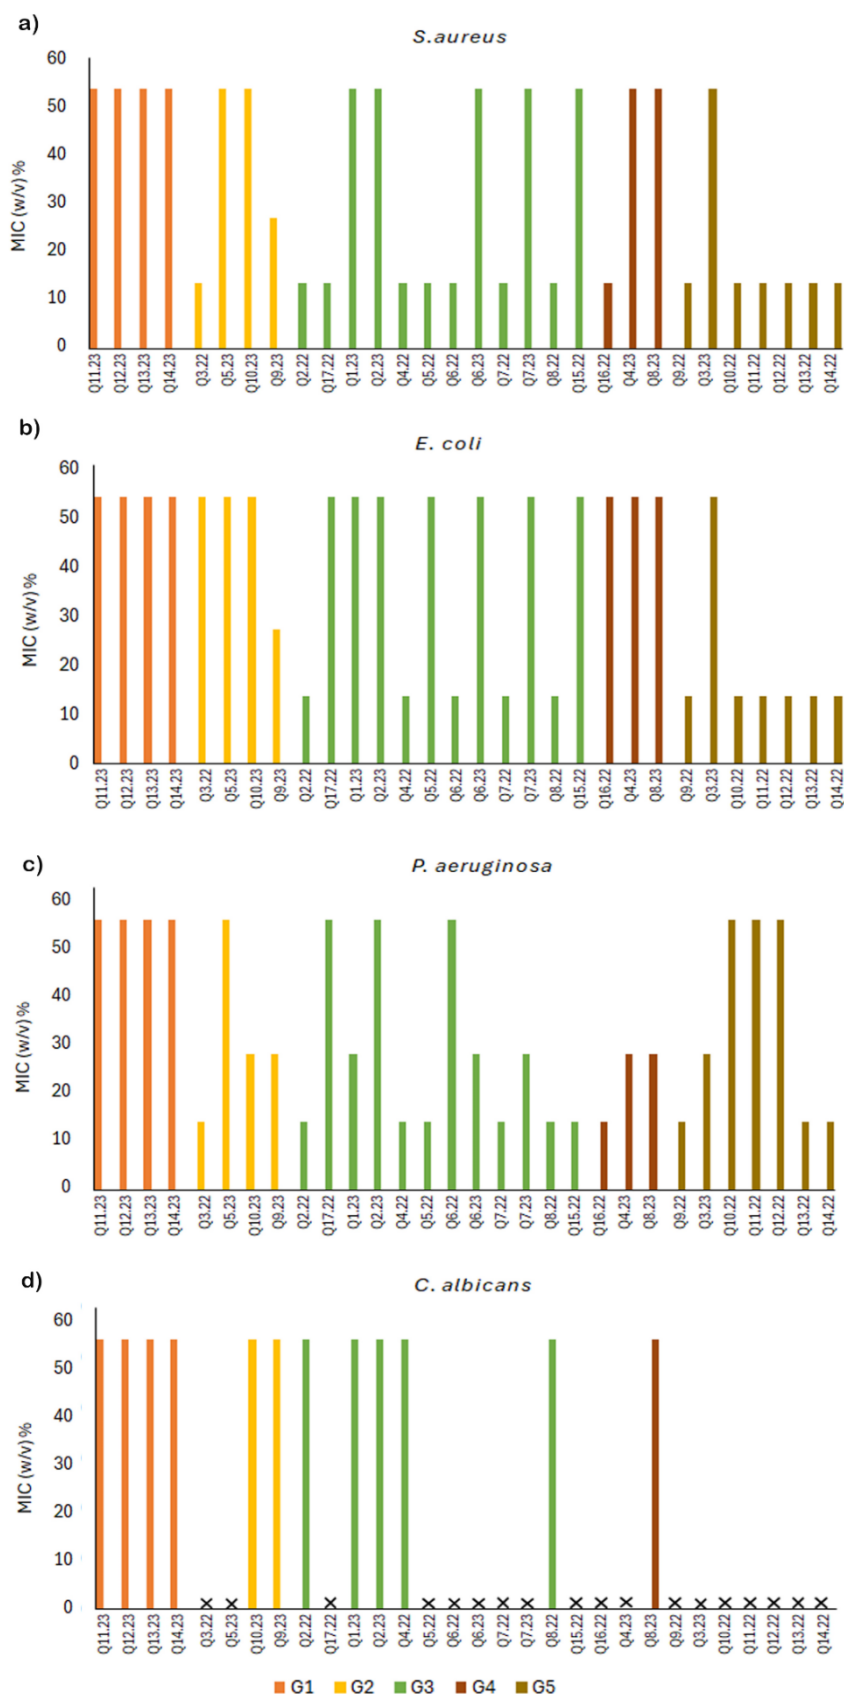 a)
S.aureus
MIC (w/v)%
60
50
40
30
20
10
0
Q11.23 Q12.23 Q13.23 Q14.23 Q3.22 Q5.23 Q10.23 Q9.23 Q2.22 Q17.22 Q1.23 Q2.23 Q4.22 Q5.22 Q6.22 Q6.23 Q7.22 Q7.23 Q8.22 Q15.22 Q16.22 Q4.23 Q8.23 Q9.22 Q3.23 Q10.22 Q11.22 Q12.22 Q13.22 Q14.22
b)
E. coli
MIC (w/v)%
60
50
40
30
20
10
0
Q11.23 Q12.23 Q13.23 Q14.23 Q3.22 Q5.23 Q10.23 Q9.23 Q2.22 Q17.22 Q1.23 Q2.23 Q4.22 Q5.22 Q6.22 Q6.23 Q7.22 Q7.23 Q8.22 Q15.22 Q16.22 Q4.23 Q8.23 Q9.22 Q3.23 Q10.22 Q11.22 Q12.22 Q13.22 Q14.22
c)
P. aeruginosa
MIC (w/v)%
60
50
40
30
20
10
0
Q11.23 Q12.23 Q13.23 Q14.23 Q3.22 Q5.23 Q10.23 Q9.23 Q2.22 Q17.22 Q1.23 Q2.23 Q4.22 Q5.22 Q6.22 Q6.23 Q7.22 Q7.23 Q8.22 Q15.22 Q16.22 Q4.23 Q8.23 Q9.22 Q3.23 Q10.22 Q11.22 Q12.22 Q13.22 Q14.22
d)
C. albicans
MIC (w/v)%
60
50
40
30
20
10
0
Q11.23 Q12.23 Q13.23 Q14.23 Q3.22 Q5.23 Q10.23 Q9.23 Q2.22 Q17.22 Q1.23 Q2.23 Q4.22 Q5.22 Q6.22 Q6.23 Q7.22 Q7.23 Q8.22 Q15.22 Q16.22 Q4.23 Q8.23 Q9.22 Q3.23 Q10.22 Q11.22 Q12.22 Q13.22 Q14.22
G1 G2 G3 G4 G5